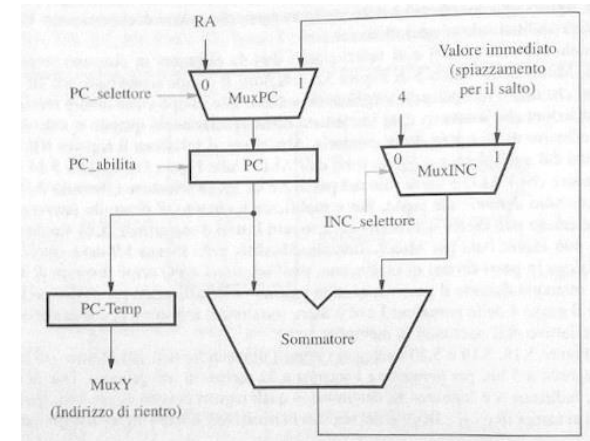 RA
Valore immediato
(spiazzamento
per il salto)
0 1
PC_selettore
MuxPC
4
PC_abilita
PC
0 1
MuxINC
INC_selettore
PC-Temp
Sommatore
MuxY
(Indirizzo di rientro)